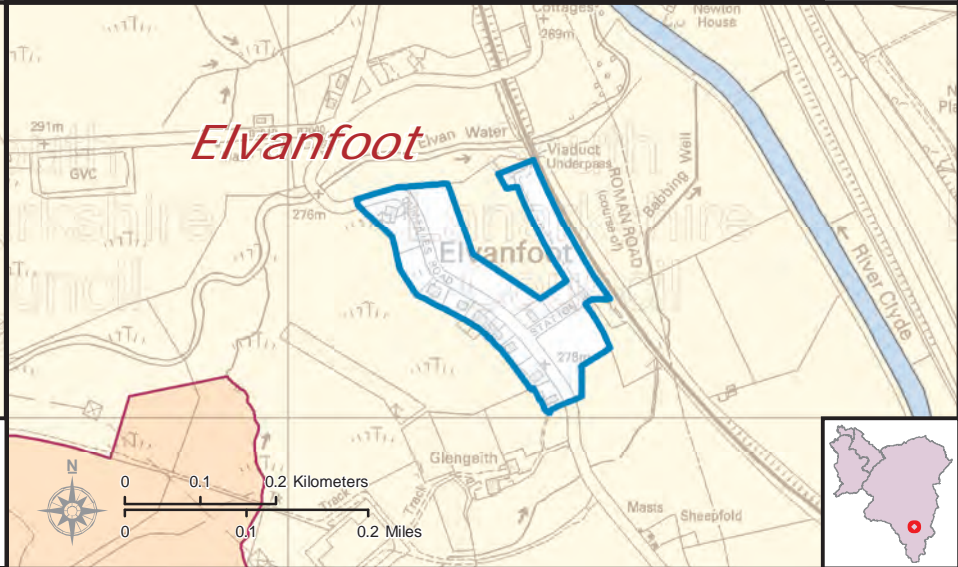 Cottages
269m
Newton
House
291m
GVC
Elvanfoot
Elvan Water
Viaduct
Underpass
276m
ROMAN ROAD
(course of)
Babbing Well
River Clyde
Elvanfoot
ROAD
STATION
278m
Glengeith
Track
Track
Masts
Sheepfold
N
0 0.1 0.2 Kilometers
0 0.1 0.2 Miles